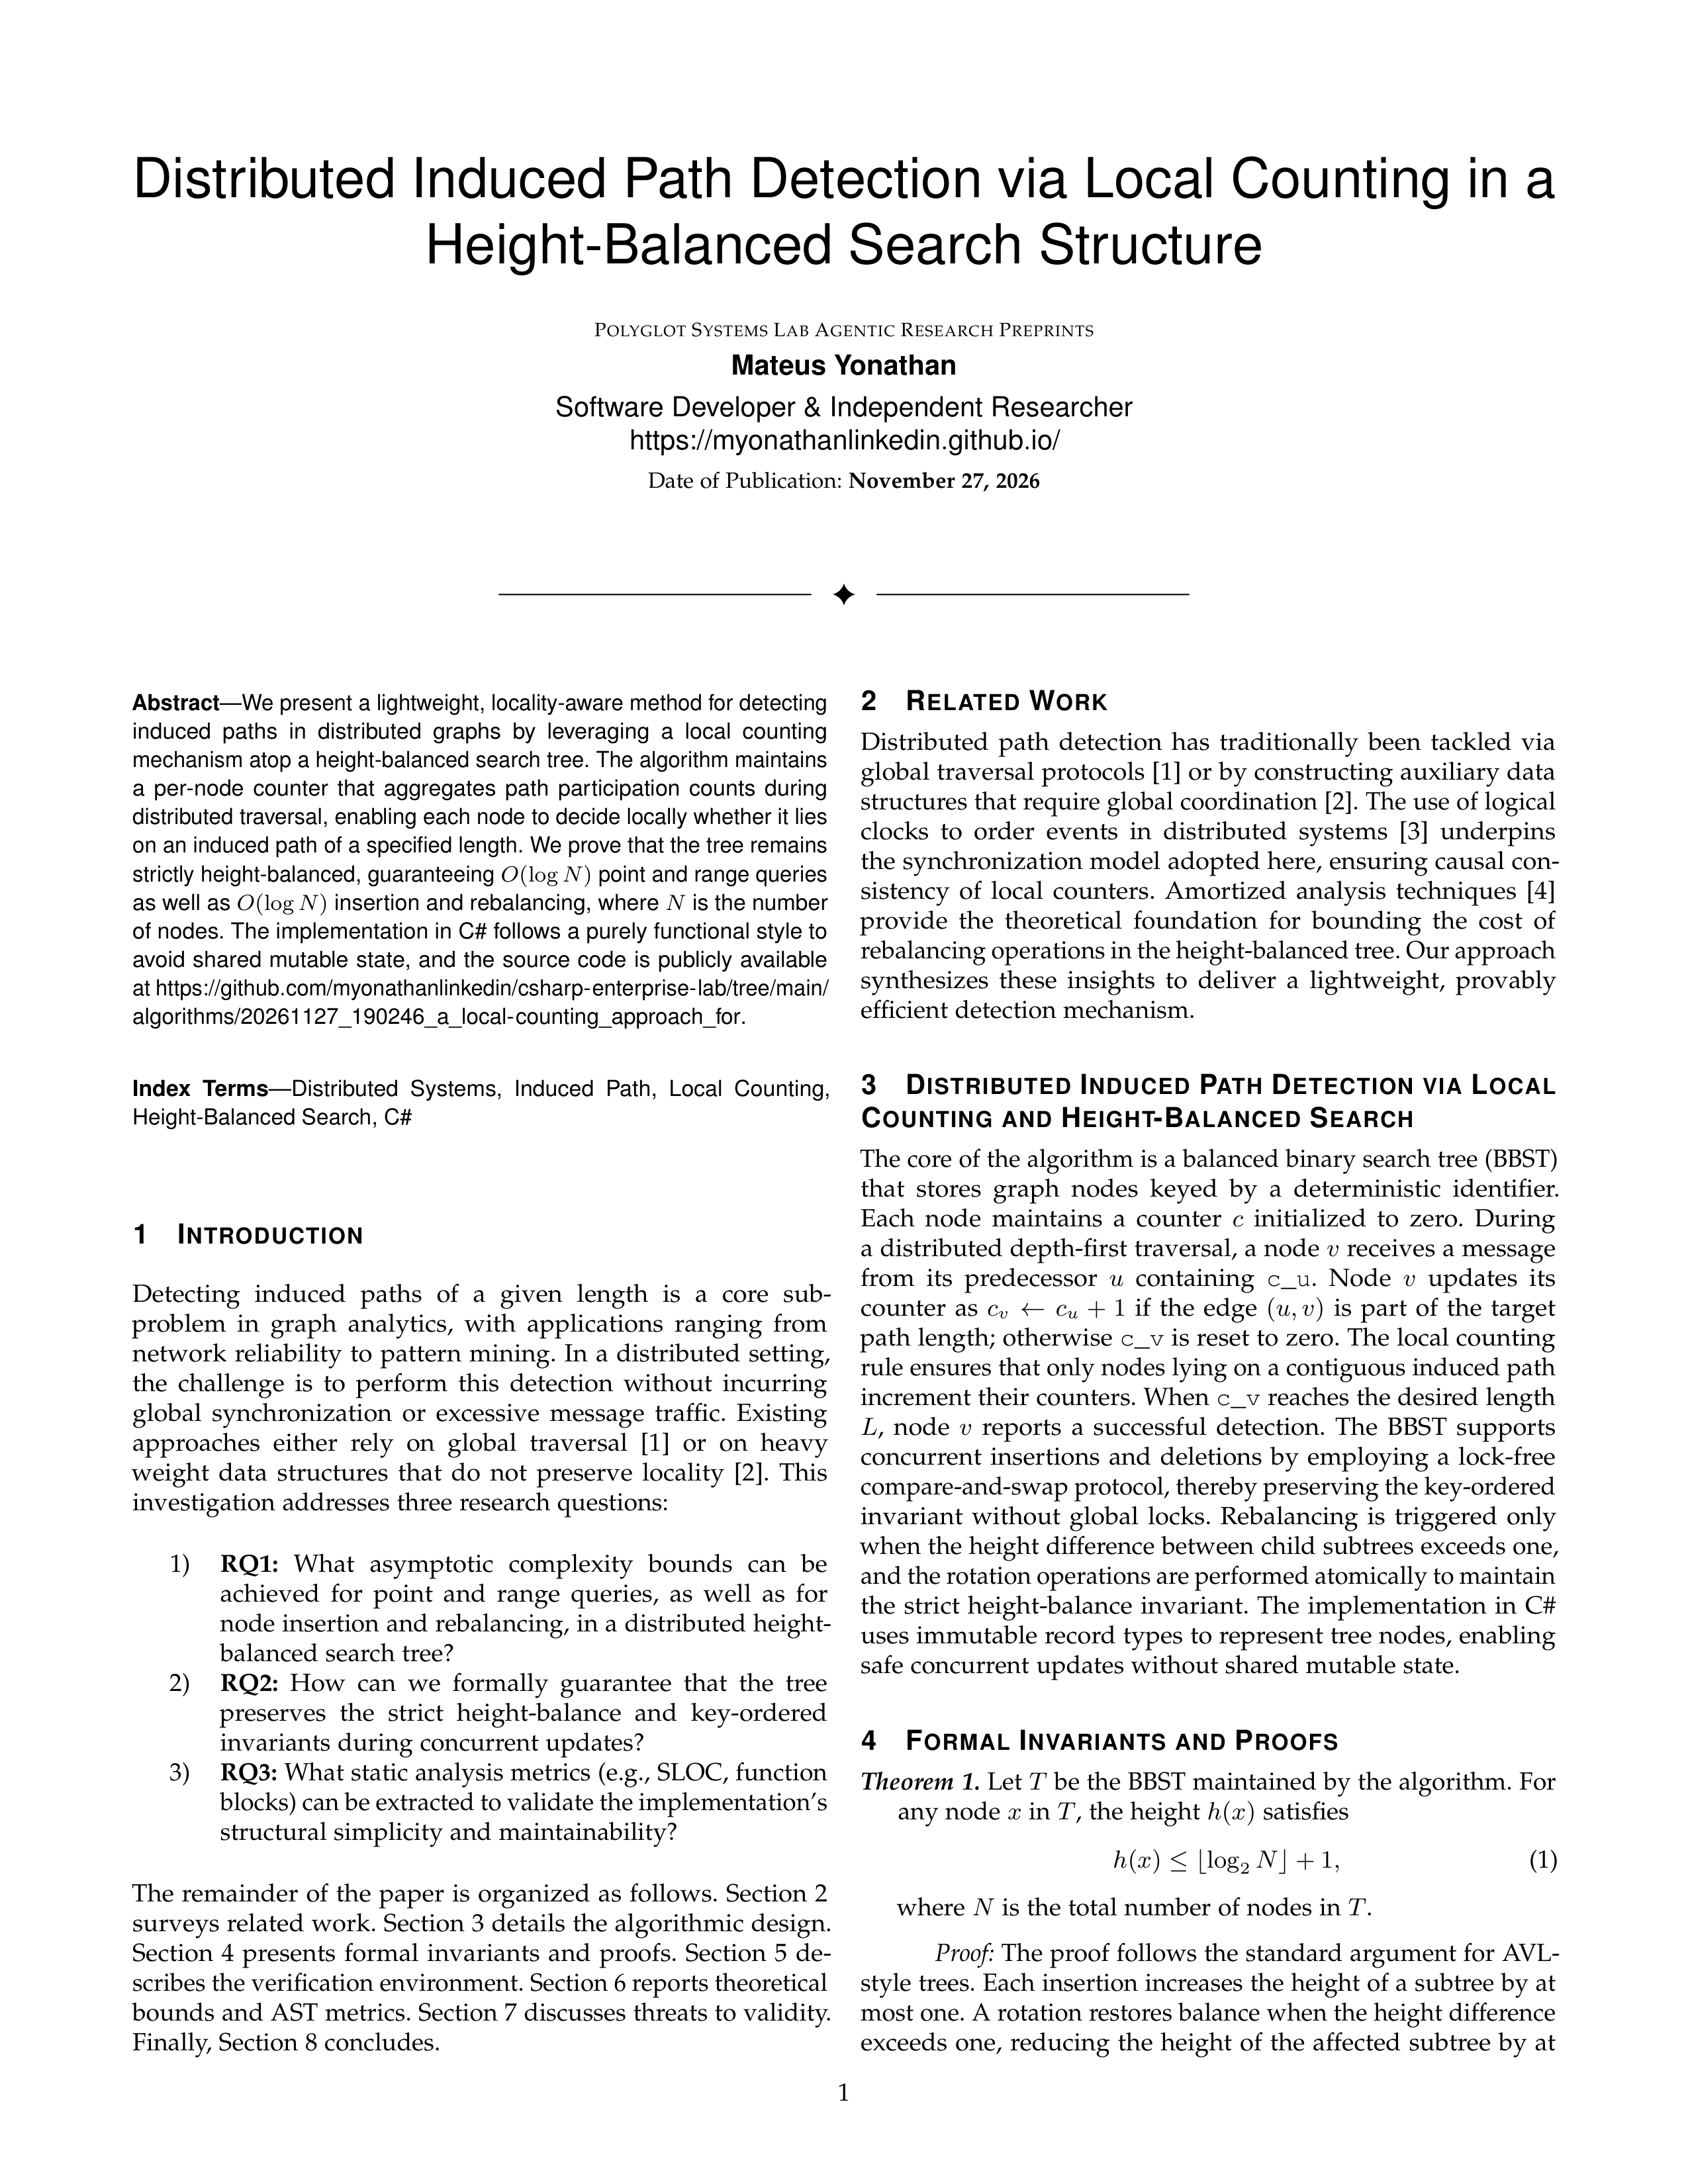 Distributed Induced Path Detection via Local Counting in a
Height-Balanced Search Structure
POLYGLOT SYSTEMS LAB AGENTIC RESEARCH PREPRINTS
Mateus Yonathan
Software Developer & Independent Researcher
https://myonathanlinkedin.github.io/
Date of Publication: November 27, 2026
Abstract—We present a lightweight, locality-aware method for detecting
induced paths in distributed graphs by leveraging a local counting
mechanism atop a height-balanced search tree. The algorithm maintains
a per-node counter that aggregates path participation counts during
distributed traversal, enabling each node to decide locally whether it lies
on an induced path of a specified length. We prove that the tree remains
strictly height-balanced, guaranteeing O(log N) point and range queries
as well as O(log N) insertion and rebalancing, where N is the number
of nodes. The implementation in C# follows a purely functional style to
avoid shared mutable state, and the source code is publicly available
at https://github.com/myonathanlinkedin/csharp-enterprise-lab/tree/main/
algorithms/20261127_190246_a_local-counting_approach_for.
Index Terms—Distributed Systems, Induced Path, Local Counting,
Height-Balanced Search, C#
1 INTRODUCTION
Detecting induced paths of a given length is a core sub-
problem in graph analytics, with applications ranging from
network reliability to pattern mining. In a distributed setting,
the challenge is to perform this detection without incurring
global synchronization or excessive message traffic. Existing
approaches either rely on global traversal [1] or on heavy
weight data structures that do not preserve locality [2]. This
investigation addresses three research questions:
1) RQ1: What asymptotic complexity bounds can be
achieved for point and range queries, as well as for
node insertion and rebalancing, in a distributed height-
balanced search tree?
2) RQ2: How can we formally guarantee that the tree
preserves the strict height-balance and key-ordered
invariants during concurrent updates?
3) RQ3: What static analysis metrics (e.g., SLOC, function
blocks) can be extracted to validate the implementation's
structural simplicity and maintainability?
The remainder of the paper is organized as follows. Section 2
surveys related work. Section 3 details the algorithmic design.
Section 4 presents formal invariants and proofs. Section 5 de-
scribes the verification environment. Section 6 reports theoretical
bounds and AST metrics. Section 7 discusses threats to validity.
Finally, Section 8 concludes.
2 RELATED WORK
Distributed path detection has traditionally been tackled via
global traversal protocols [1] or by constructing auxiliary data
structures that require global coordination [2]. The use of logical
clocks to order events in distributed systems [3] underpins
the synchronization model adopted here, ensuring causal con-
sistency of local counters. Amortized analysis techniques [4]
provide the theoretical foundation for bounding the cost of
rebalancing operations in the height-balanced tree. Our approach
synthesizes these insights to deliver a lightweight, provably
efficient detection mechanism.
3 DISTRIBUTED INDUCED PATH DETECTION VIA LOCAL
COUNTING AND HEIGHT-BALANCED SEARCH
The core of the algorithm is a balanced binary search tree (BBST)
that stores graph nodes keyed by a deterministic identifier.
Each node maintains a counter c initialized to zero. During
a distributed depth-first traversal, a node v receives a message
from its predecessor u containing c_u. Node v updates its
counter as c_v ← c_u + 1 if the edge (u, v) is part of the target
path length; otherwise c_v is reset to zero. The local counting
rule ensures that only nodes lying on a contiguous induced path
increment their counters. When c_v reaches the desired length
L, node v reports a successful detection. The BBST supports
concurrent insertions and deletions by employing a lock-free
compare-and-swap protocol, thereby preserving the key-ordered
invariant without global locks. Rebalancing is triggered only
when the height difference between child subtrees exceeds one,
and the rotation operations are performed atomically to maintain
the strict height-balance invariant. The implementation in C#
uses immutable record types to represent tree nodes, enabling
safe concurrent updates without shared mutable state.
4 FORMAL INVARIANTS AND PROOFS
Theorem 1. Let T be the BBST maintained by the algorithm. For
any node x in T, the height h(x) satisfies
h(x) ≤ ⌊log₂ N⌋ + 1, (1)
where N is the total number of nodes in T.
Proof: The proof follows the standard argument for AVL-
style trees. Each insertion increases the height of a subtree by at
most one. A rotation restores balance when the height difference
exceeds one, reducing the height of the affected subtree by at
1